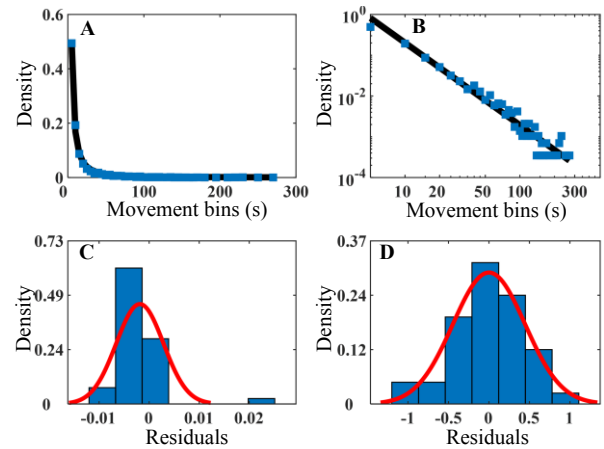 A
0.6
0.4
0.2
0
Density
0
100
200
300
Movement bins (s)
B
10^0
10^-2
10^-4
Density
10
20
50
100
300
Movement bins (s)
C
0.73
0.49
0.24
0
Density
-0.01
0
0.01
0.02
Residuals
D
0.37
0.24
0.12
0
Density
-1
-0.5
0
0.5
1
Residuals